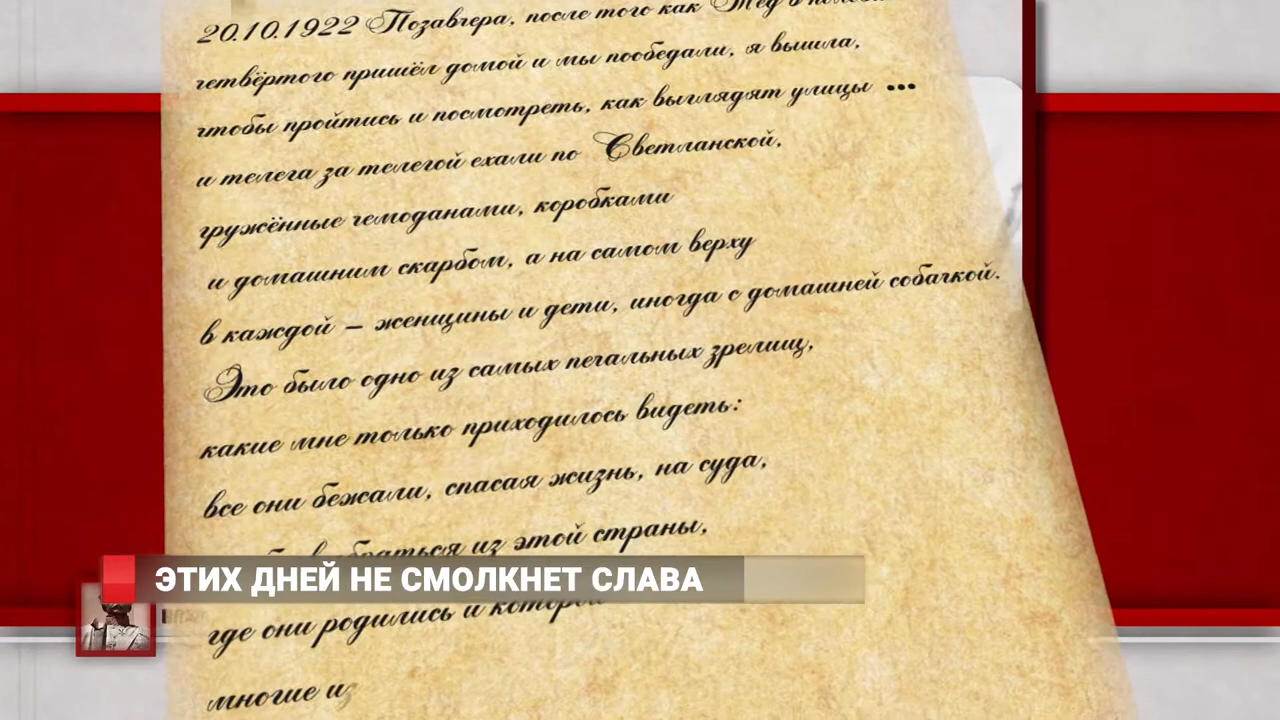 20.10.1922 Позавчера, после того как Тед в
четвёртого пришёл домой и мы пообедали, я вышла,
чтобы пройтись и посмотреть, как выглядят улицы ...
и телега за телегой ехали по Светланской,
гружённые чемоданами, коробками
и домашним скарбом, а на самом верху
в каждой – женщины и дети, иногда с домашней собачкой.
Это было одно из самых печальных зрелищ,
какие мне только приходилось видеть:
все они бежали, спасая жизнь, на суда,
из этой страны,
ЭТИХ ДНЕЙ НЕ СМОЛКНЕТ СЛАВА
где они родились и которой
многие из